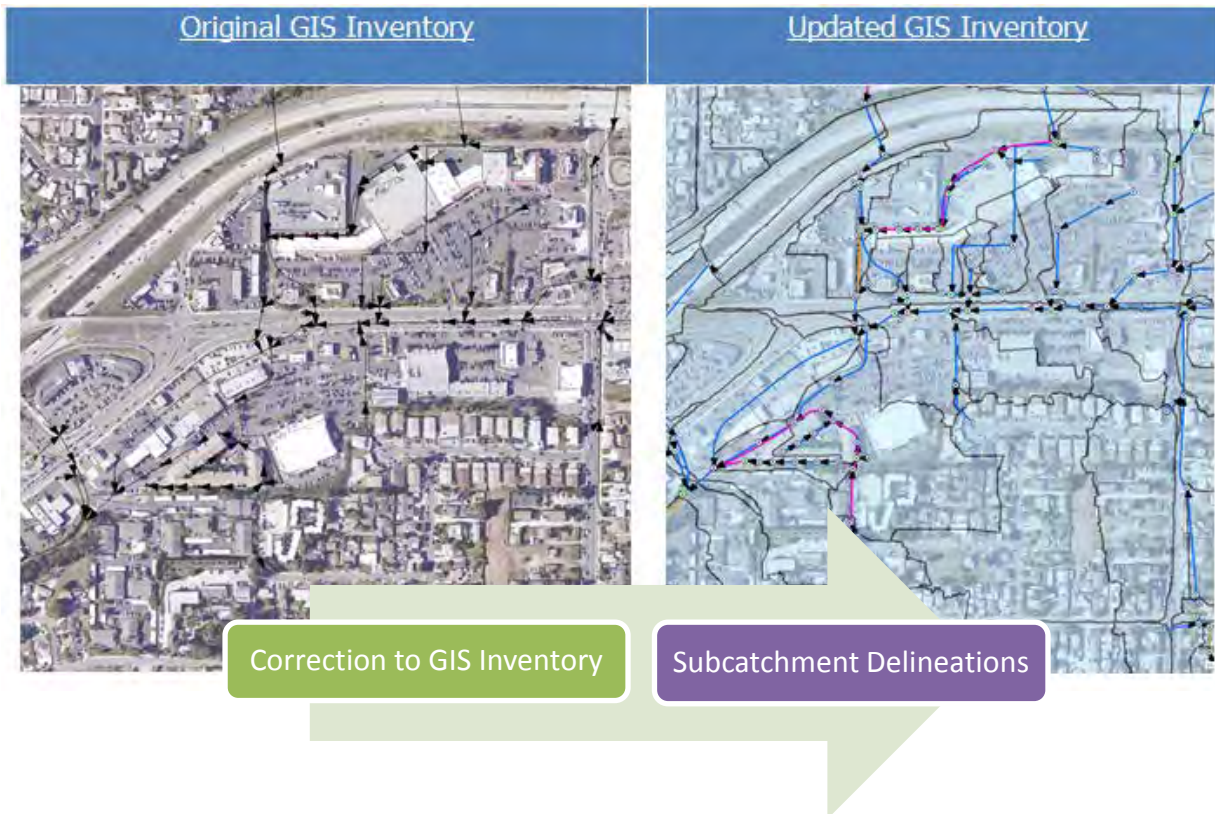 Original GIS Inventory
Updated GIS Inventory
Correction to GIS Inventory
Subcatchment Delineations